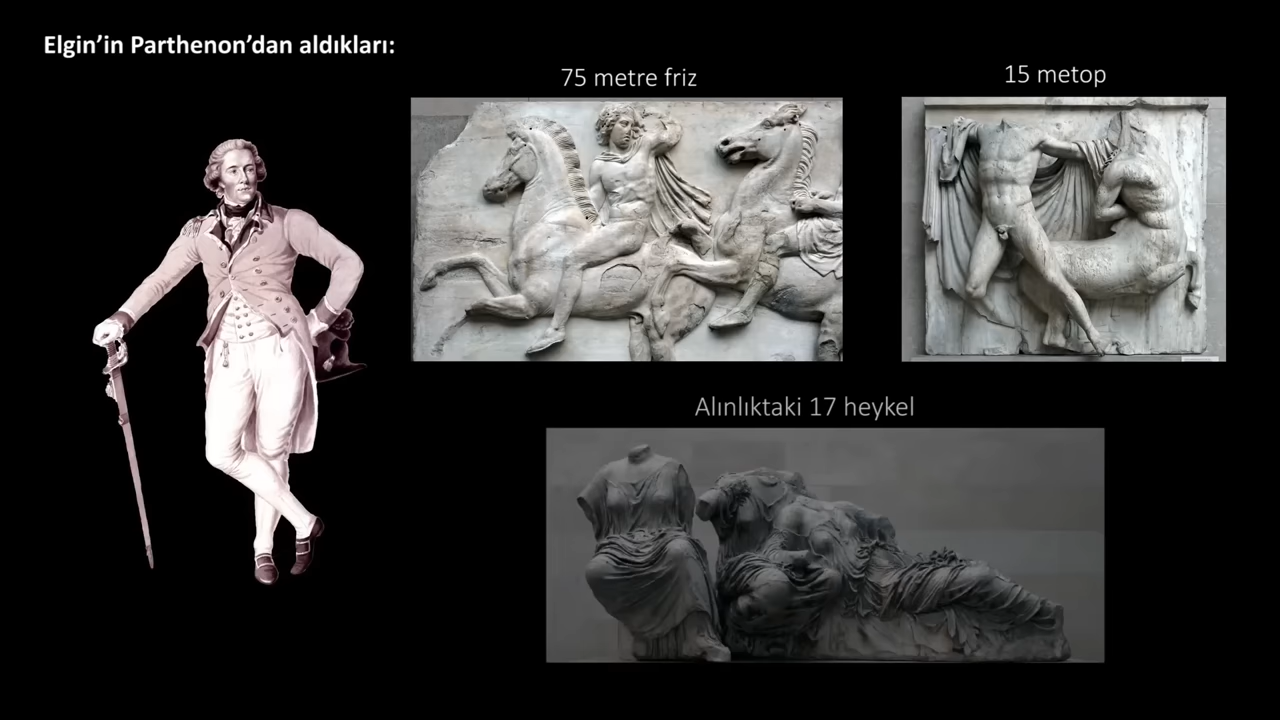 Elgin’in Parthenon’dan aldıkları:
75 metre friz
15 metop
Alınlıktaki 17 heykel